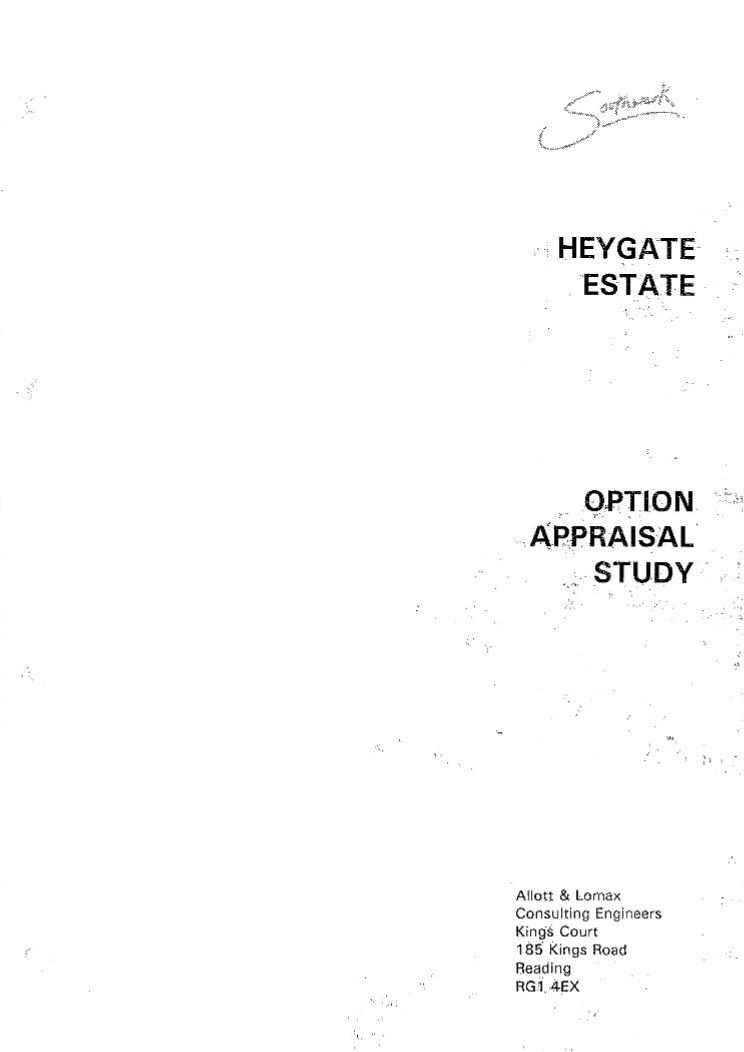 Southwark
HEYGATE
ESTATE
OPTION
APPRAISAL
STUDY
Allott & Lomax
Consulting Engineers
Kings Court
185 Kings Road
Reading
RG1 4EX